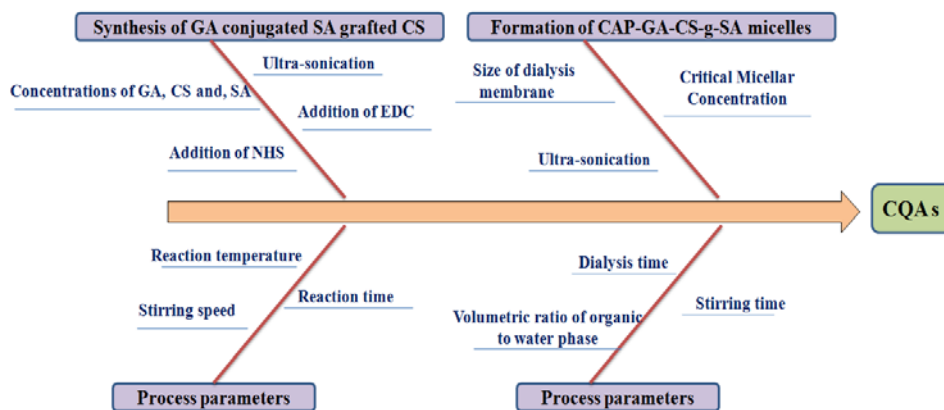 Synthesis of GA conjugated SA grafted CS
Formation of CAP-GA-CS-g-SA micelles
Ultra-sonication
Concentrations of GA, CS and, SA
Addition of EDC
Addition of NHS
Size of dialysis
membrane
Critical Micellar
Concentration
Ultra-sonication
CQAs
Reaction temperature
Reaction time
Stirring speed
Dialysis time
Stirring time
Volumetric ratio of organic
to water phase
Process parameters
Process parameters